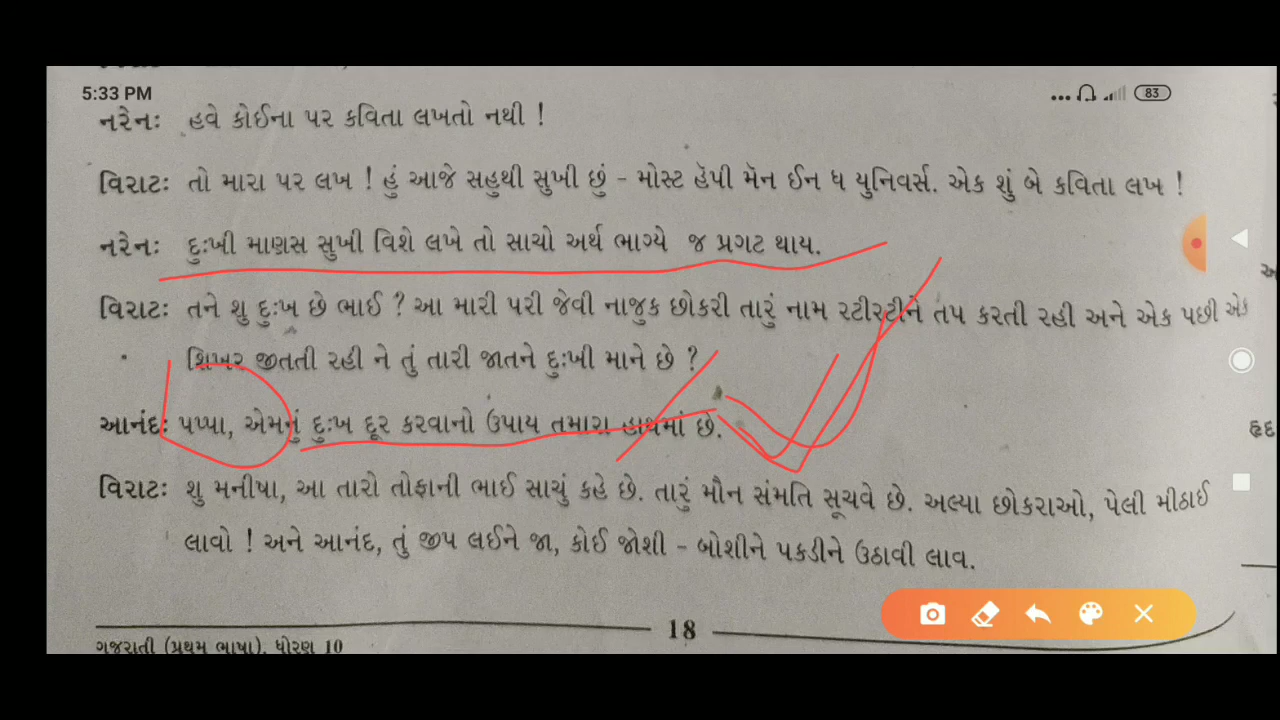 5:33 PM
83
નરેનઃ હવે કોઈના પર કવિતા લખતો નથી !
વિરાટઃ તો મારા પર લખ ! હું આજે સહુથી સુખી છું – મોસ્ટ હૅપી મૅન ઈન ધ યુનિવર્સ. એક શું બે કવિતા લખ !
નરેનઃ દુઃખી માણસ સુખી વિશે લખે તો સાચો અર્થ ભાગ્યે જ પ્રગટ થાય.
વિરાટઃ તને શુ દુઃખ છે ભાઈ ? આ મારી પરી જેવી નાજુક છોકરી તારું નામ રટીરટીને તપ કરતી રહી અને એક પછી એક
શિખર જીતતી રહી ને તું તારી જાતને દુઃખી માને છે ?
આનંદઃ પપ્પા, એમનું દુઃખ દૂર કરવાનો ઉપાય તમારા હાથમાં છે.
વિરાટઃ શુ મનીષા, આ તારો તોફાની ભાઈ સાચું કહે છે. તારું મૌન સંમતિ સૂચવે છે. અલ્યા છોકરાઓ, પેલી મીઠાઈ
લાવો ! અને આનંદ, તું જીપ લઈને જા, કોઈ જોશી – બોશીને પકડીને ઉઠાવી લાવ.
18
ગુજરાતી (પ્રથમ ભાષા), ધોરણ 10